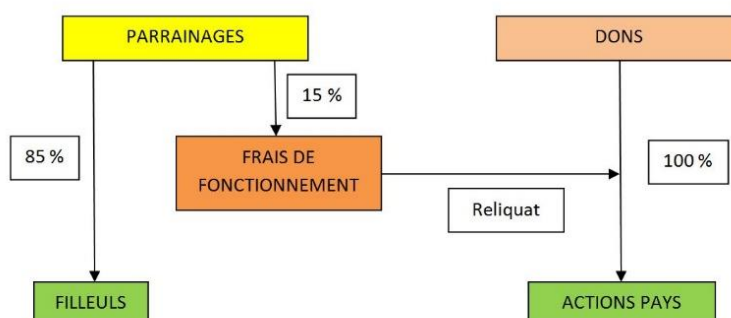 PARRAINAGES
DONS
15 %
85 %
FRAIS DE
FONCTIONNEMENT
100 %
Reliquat
FILLEULS
ACTIONS PAYS